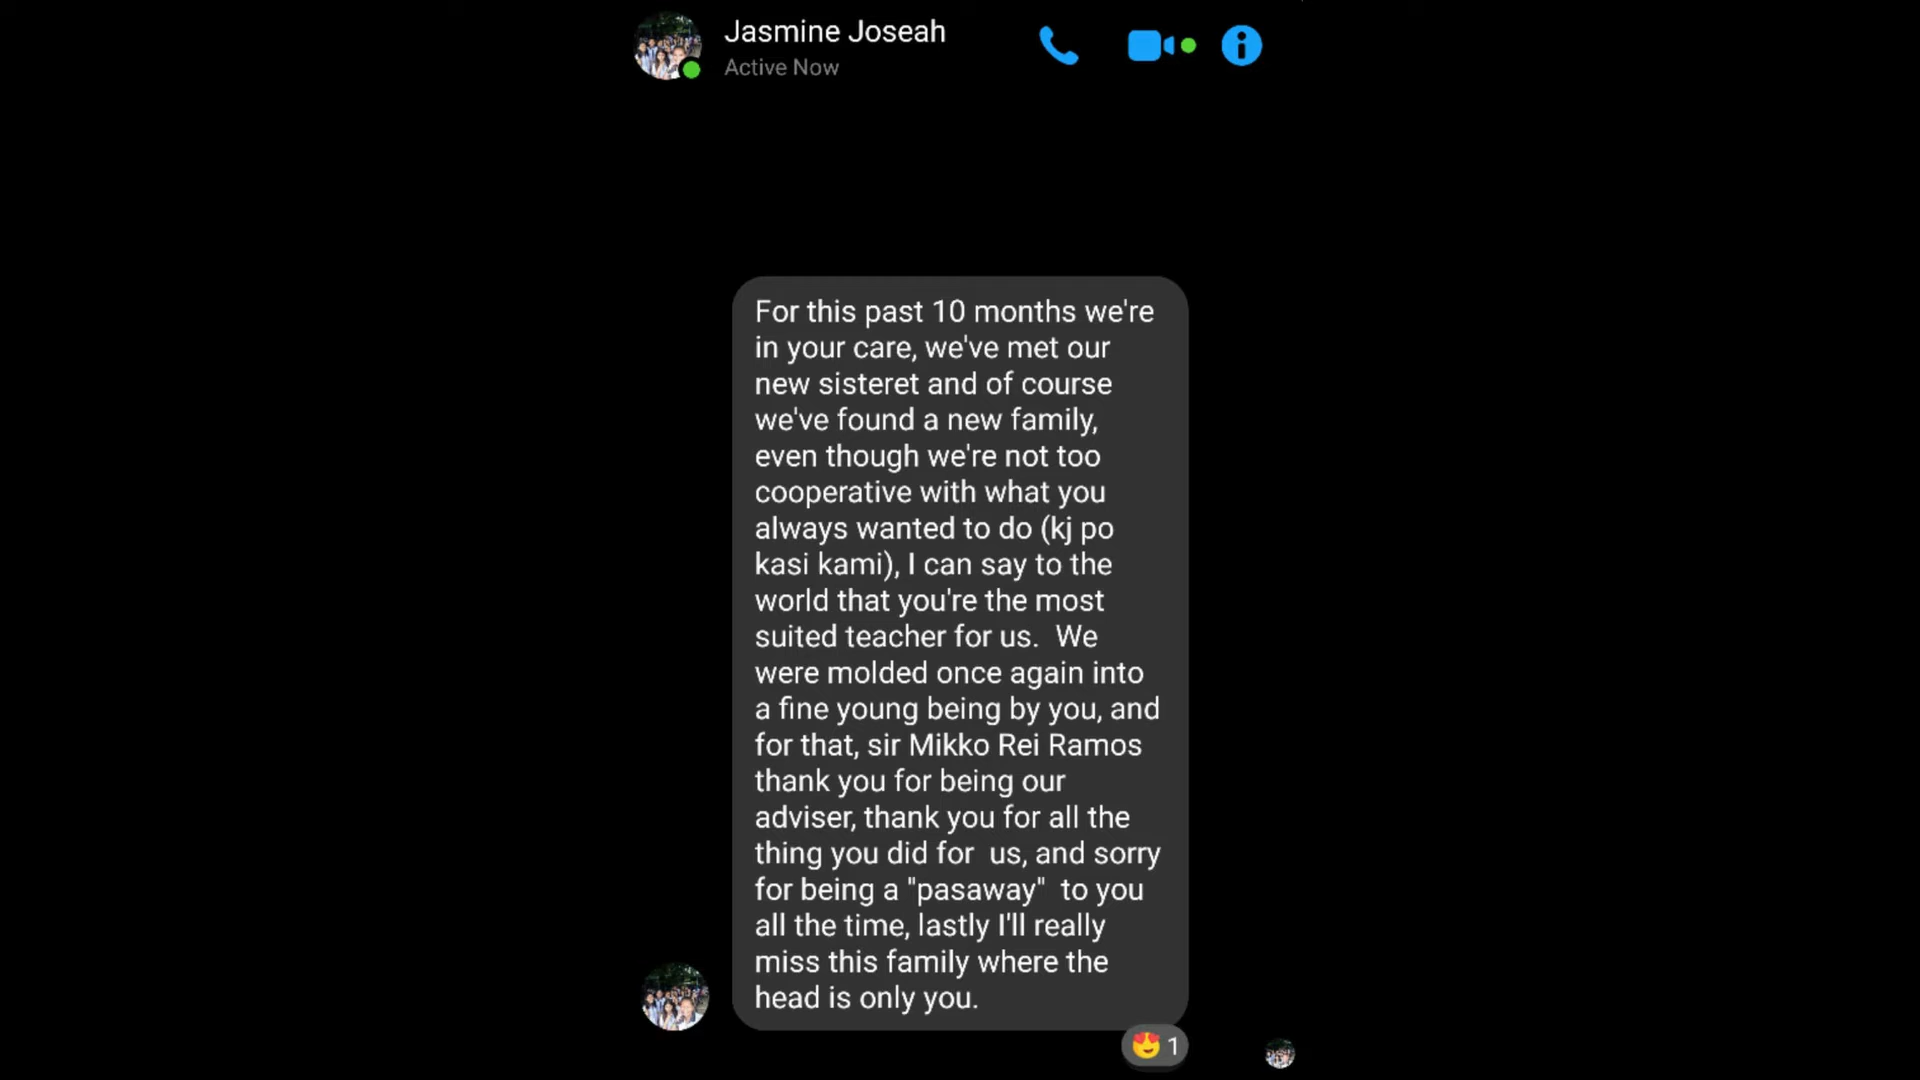 Jasmine Joseah
Active Now
For this past 10 months we're
in your care, we've met our
new sisteret and of course
we've found a new family,
even though we're not too
cooperative with what you
always wanted to do (kj po
kasi kami), I can say to the
world that you're the most
suited teacher for us.  We
were molded once again into
a fine young being by you, and
for that, sir Mikko Rei Ramos
thank you for being our
adviser, thank you for all the
thing you did for  us, and sorry
for being a "pasaway"  to you
all the time, lastly I'll really
miss this family where the
head is only you.
1